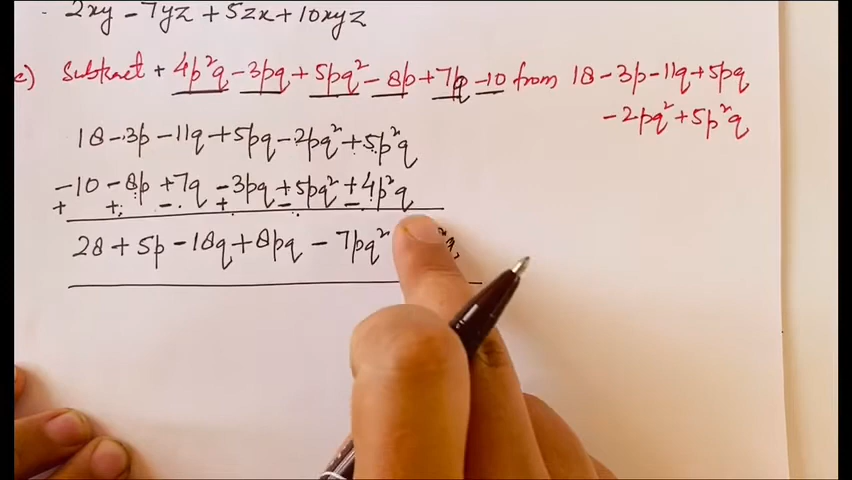 2xy - 7yz + 5zx + 10xyz
c) Subtract + 4p²q - 3pq + 5pq² - 8p + 7q - 10 from 18 - 3p - 11q + 5pq
- 2pq² + 5p²q
18 - 3p - 11q + 5pq - 2pq² + 5p²q
-10 - 8p + 7q - 3pq + 5pq² + 4p²q
+ + - + - -
28 + 5p - 18q + 8pq - 7pq²